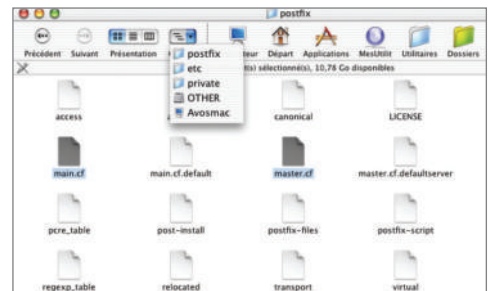 postfix
Précédent Suivant Présentation teur Départ Applications MesUtilit Utilitaires Dossiers
postfix
etc
private
OTHER
Avosmac
t(s) sélectionné(s), 10,78 Go disponibles
access canonical LICENSE
main.cf main.cf.default master.cf master.cf.defaultserver
pcre_table post-install postfix-files postfix-script
regexp_table relocated transport virtual